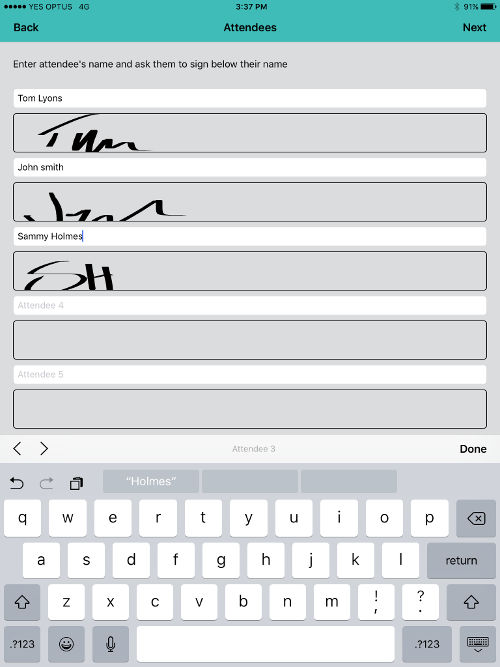 YES OPTUS 4G 3:37 PM 91%
Back Attendees Next
Enter attendee's name and ask them to sign below their name
Tom Lyons
Tom
John smith
Sammy Holmes
SH
Attendee 4
Attendee 5
Attendee 3 Done
"Holmes"
q w e r t y u i o p
a s d f g h j k l return
z x c v b n m ! , ? .
.?123 .?123